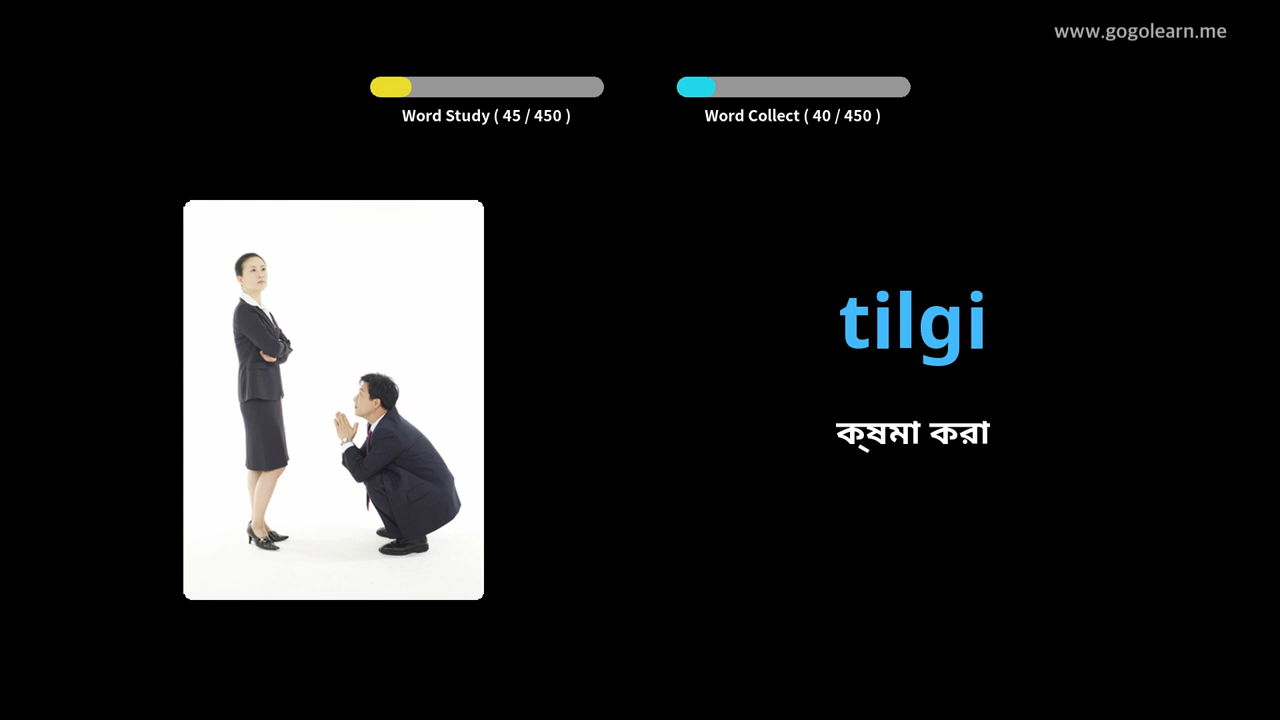 www.gogolearn.me
Word Study ( 45 / 450 )
Word Collect ( 40 / 450 )
tilgi
ক্ষমা করা